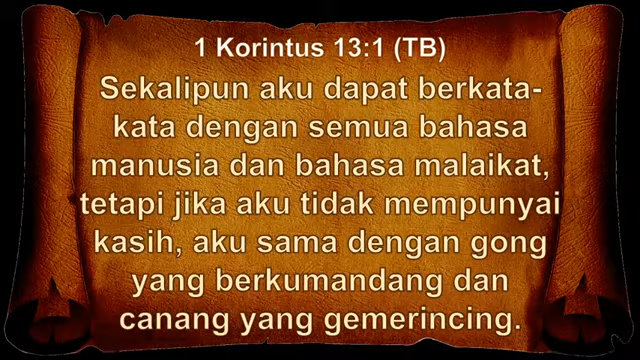 1 Korintus 13:1 (TB)
Sekalipun aku dapat berkata-
kata dengan semua bahasa
manusia dan bahasa malaikat,
tetapi jika aku tidak mempunyai
kasih, aku sama dengan gong
yang berkumandang dan
canang yang gemerincing.